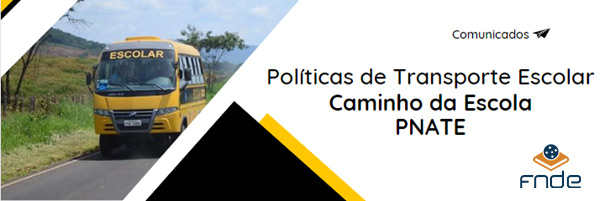 Comunicados
Políticas de Transporte Escolar
Caminho da Escola
PNATE
ESCOLAR
fnde